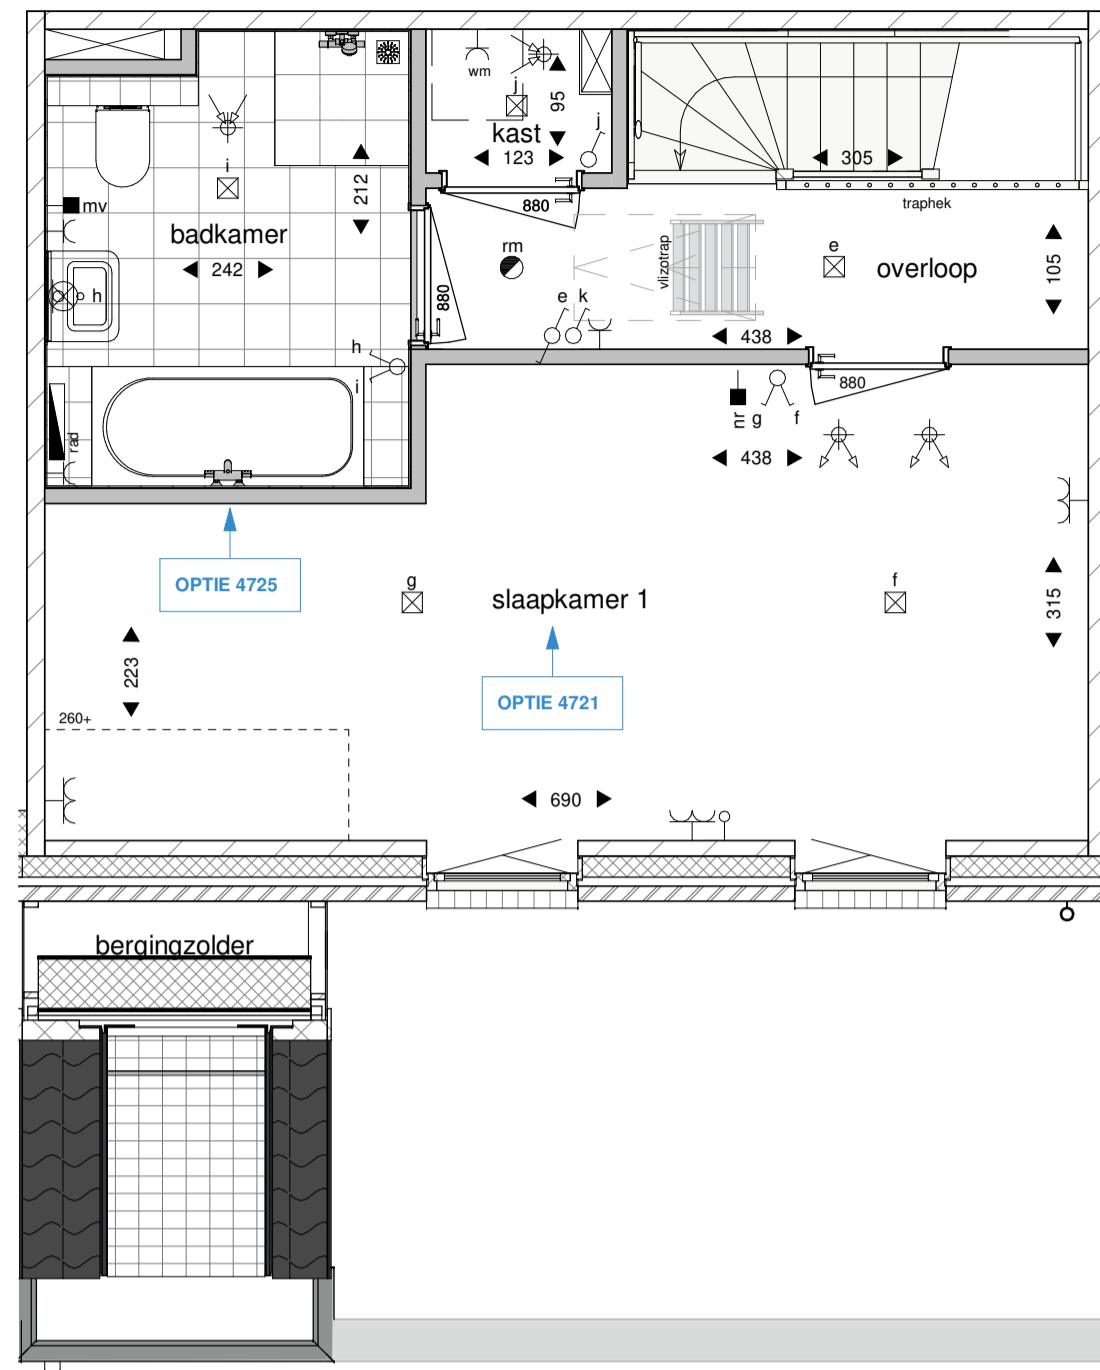 wm
j
95
kast
j
123
305
i
212
880
traphek
mv
badkamer
rm
vlizotrap
e
overloop
105
242
h
880
e k
438
h
i
880
rad
nr g f
438
OPTIE 4725
g
slaapkamer 1
f
315
223
OPTIE 4721
260+
690
bergingzolder